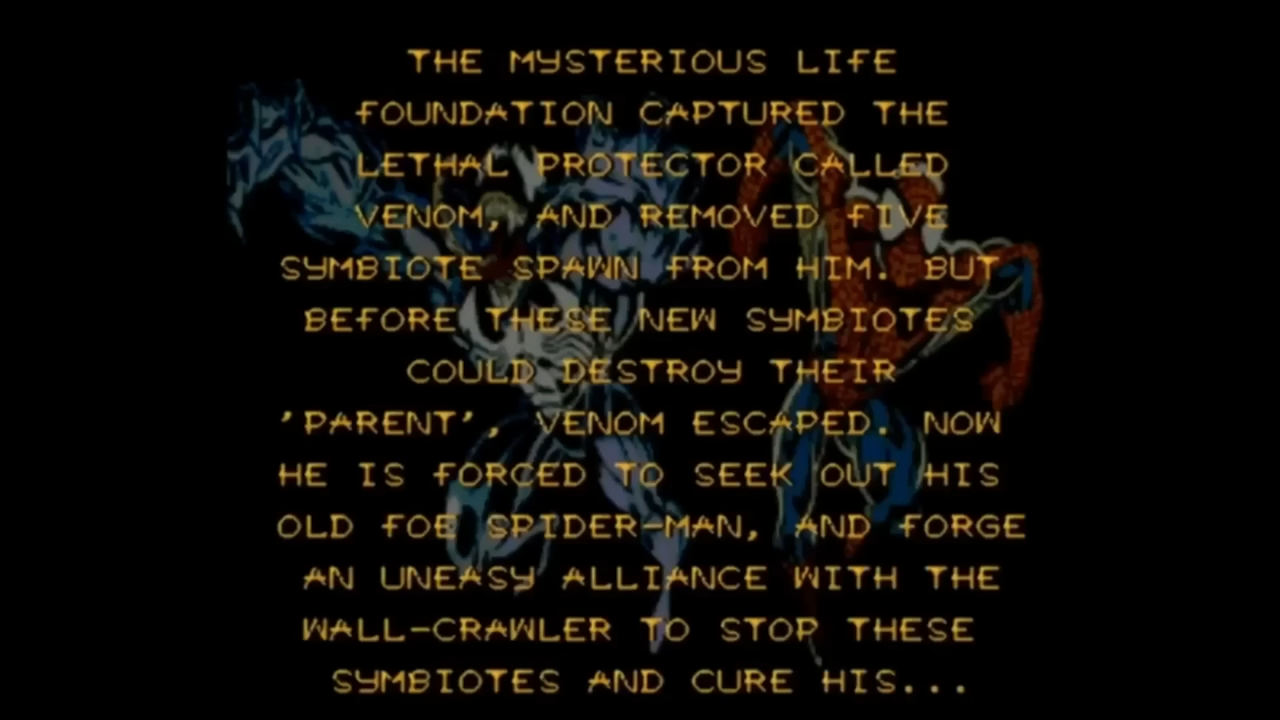 THE MYSTERIOUS LIFE
FOUNDATION CAPTURED THE
LETHAL PROTECTOR CALLED
VENOM, AND REMOVED FIVE
SYMBIOTE SPAWN FROM HIM. BUT
BEFORE THESE NEW SYMBIOTES
COULD DESTROY THEIR
'PARENT', VENOM ESCAPED. NOW
HE IS FORCED TO SEEK OUT HIS
OLD FOE SPIDER-MAN, AND FORGE
AN UNEASY ALLIANCE WITH THE
WALL-CRAWLER TO STOP THESE
SYMBIOTES AND CURE HIS...